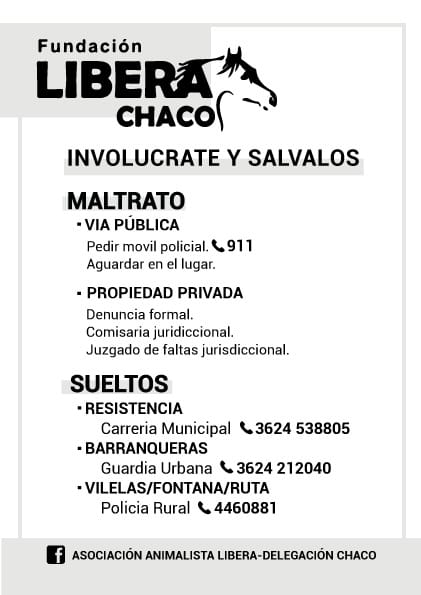 Fundación
LIBERA
CHACO
INVOLUCRATE Y SALVALOS
MALTRATO
▪ VIA PÚBLICA
Pedir movil policial. 📞911
Aguardar en el lugar.
▪ PROPIEDAD PRIVADA
Denuncia formal.
Comisaria juridiccional.
Juzgado de faltas jurisdiccional.
SUELTOS
▪ RESISTENCIA
Carreria Municipal 📞3624 538805
▪ BARRANQUERAS
Guardia Urbana 📞3624 212040
▪ VILELAS/FONTANA/RUTA
Policia Rural 📞4460881
ASOCIACIÓN ANIMALISTA LIBERA-DELEGACIÓN CHACO